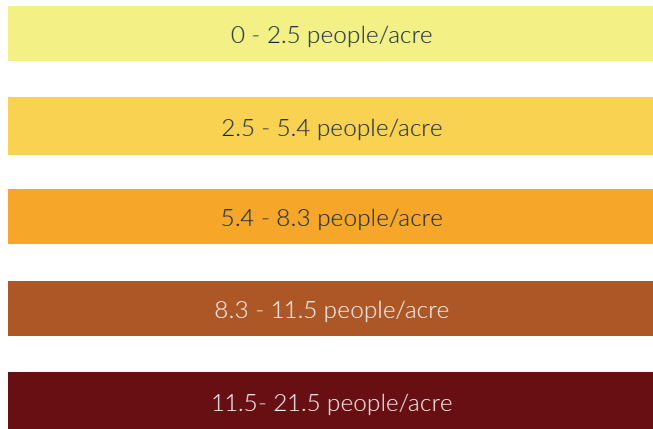 0 - 2.5 people/acre
2.5 - 5.4 people/acre
5.4 - 8.3 people/acre
8.3 - 11.5 people/acre
11.5- 21.5 people/acre